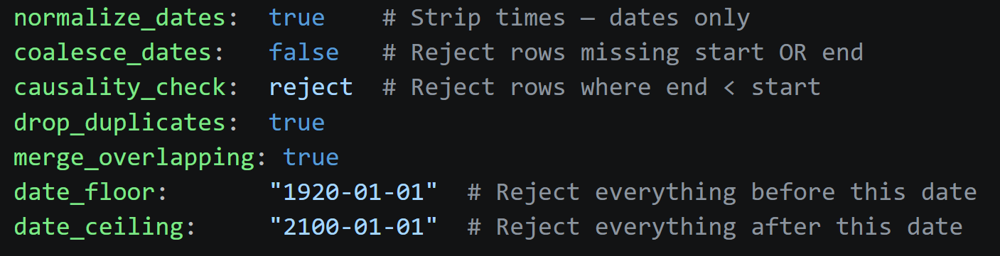 normalize_dates:  true    # Strip times — dates only
coalesce_dates:   false   # Reject rows missing start OR end
causality_check:  reject  # Reject rows where end < start
drop_duplicates:  true
merge_overlapping: true
date_floor:       "1920-01-01"  # Reject everything before this date
date_ceiling:     "2100-01-01"  # Reject everything after this date